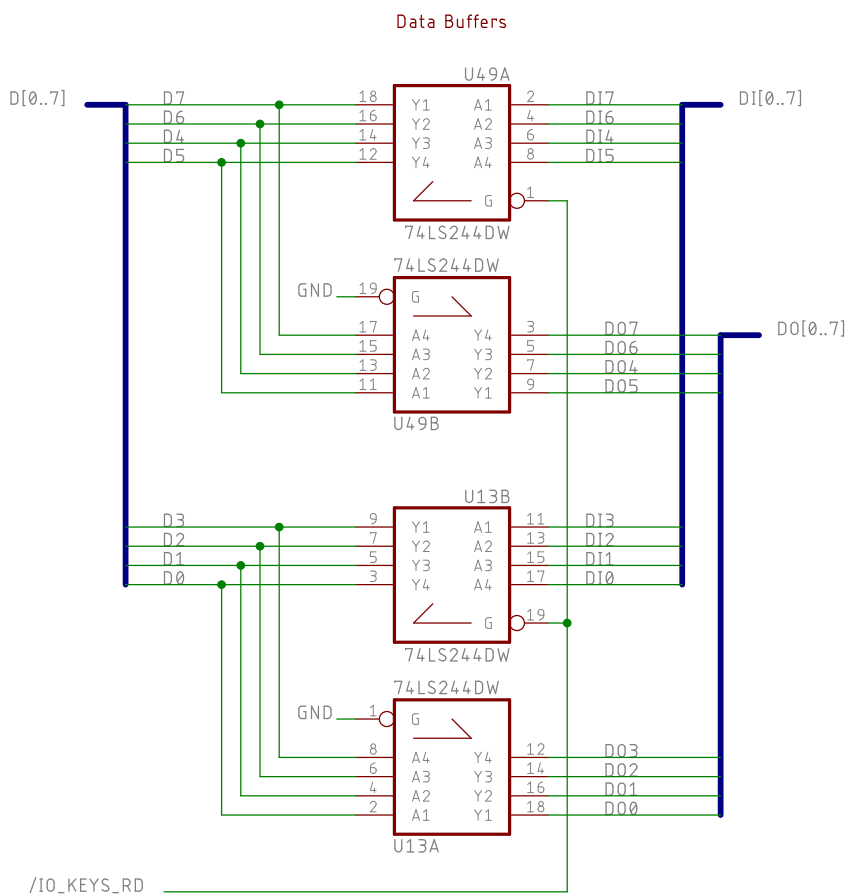 Data Buffers
U49A
D[0..7]
DI[0..7]
D7 18 Y1 A1 2 DI7
D6 16 Y2 A2 4 DI6
D4 14 Y3 A3 6 DI4
D5 12 Y4 A4 8 DI5
G 1
74LS244DW
74LS244DW
GND 19 G
DO[0..7]
17 A4 Y4 3 DO7
15 A3 Y3 5 DO6
13 A2 Y2 7 DO4
11 A1 Y1 9 DO5
U49B
U13B
D3 9 Y1 A1 11 DI3
D2 7 Y2 A2 13 DI2
D1 5 Y3 A3 15 DI1
D0 3 Y4 A4 17 DI0
G 19
74LS244DW
74LS244DW
GND 1 G
8 A4 Y4 12 DO3
6 A3 Y3 14 DO2
4 A2 Y2 16 DO1
2 A1 Y1 18 DO0
U13A
/IO_KEYS_RD